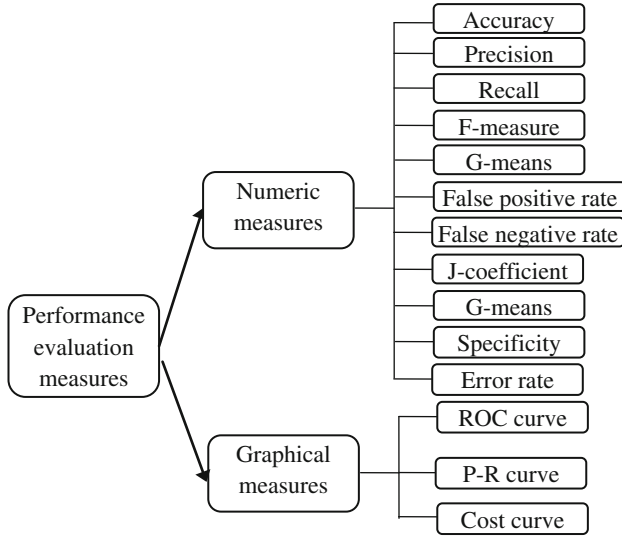 Performance
evaluation
measures
Numeric
measures
Accuracy
Precision
Recall
F-measure
G-means
False positive rate
False negative rate
J-coefficient
G-means
Specificity
Error rate
Graphical
measures
ROC curve
P-R curve
Cost curve